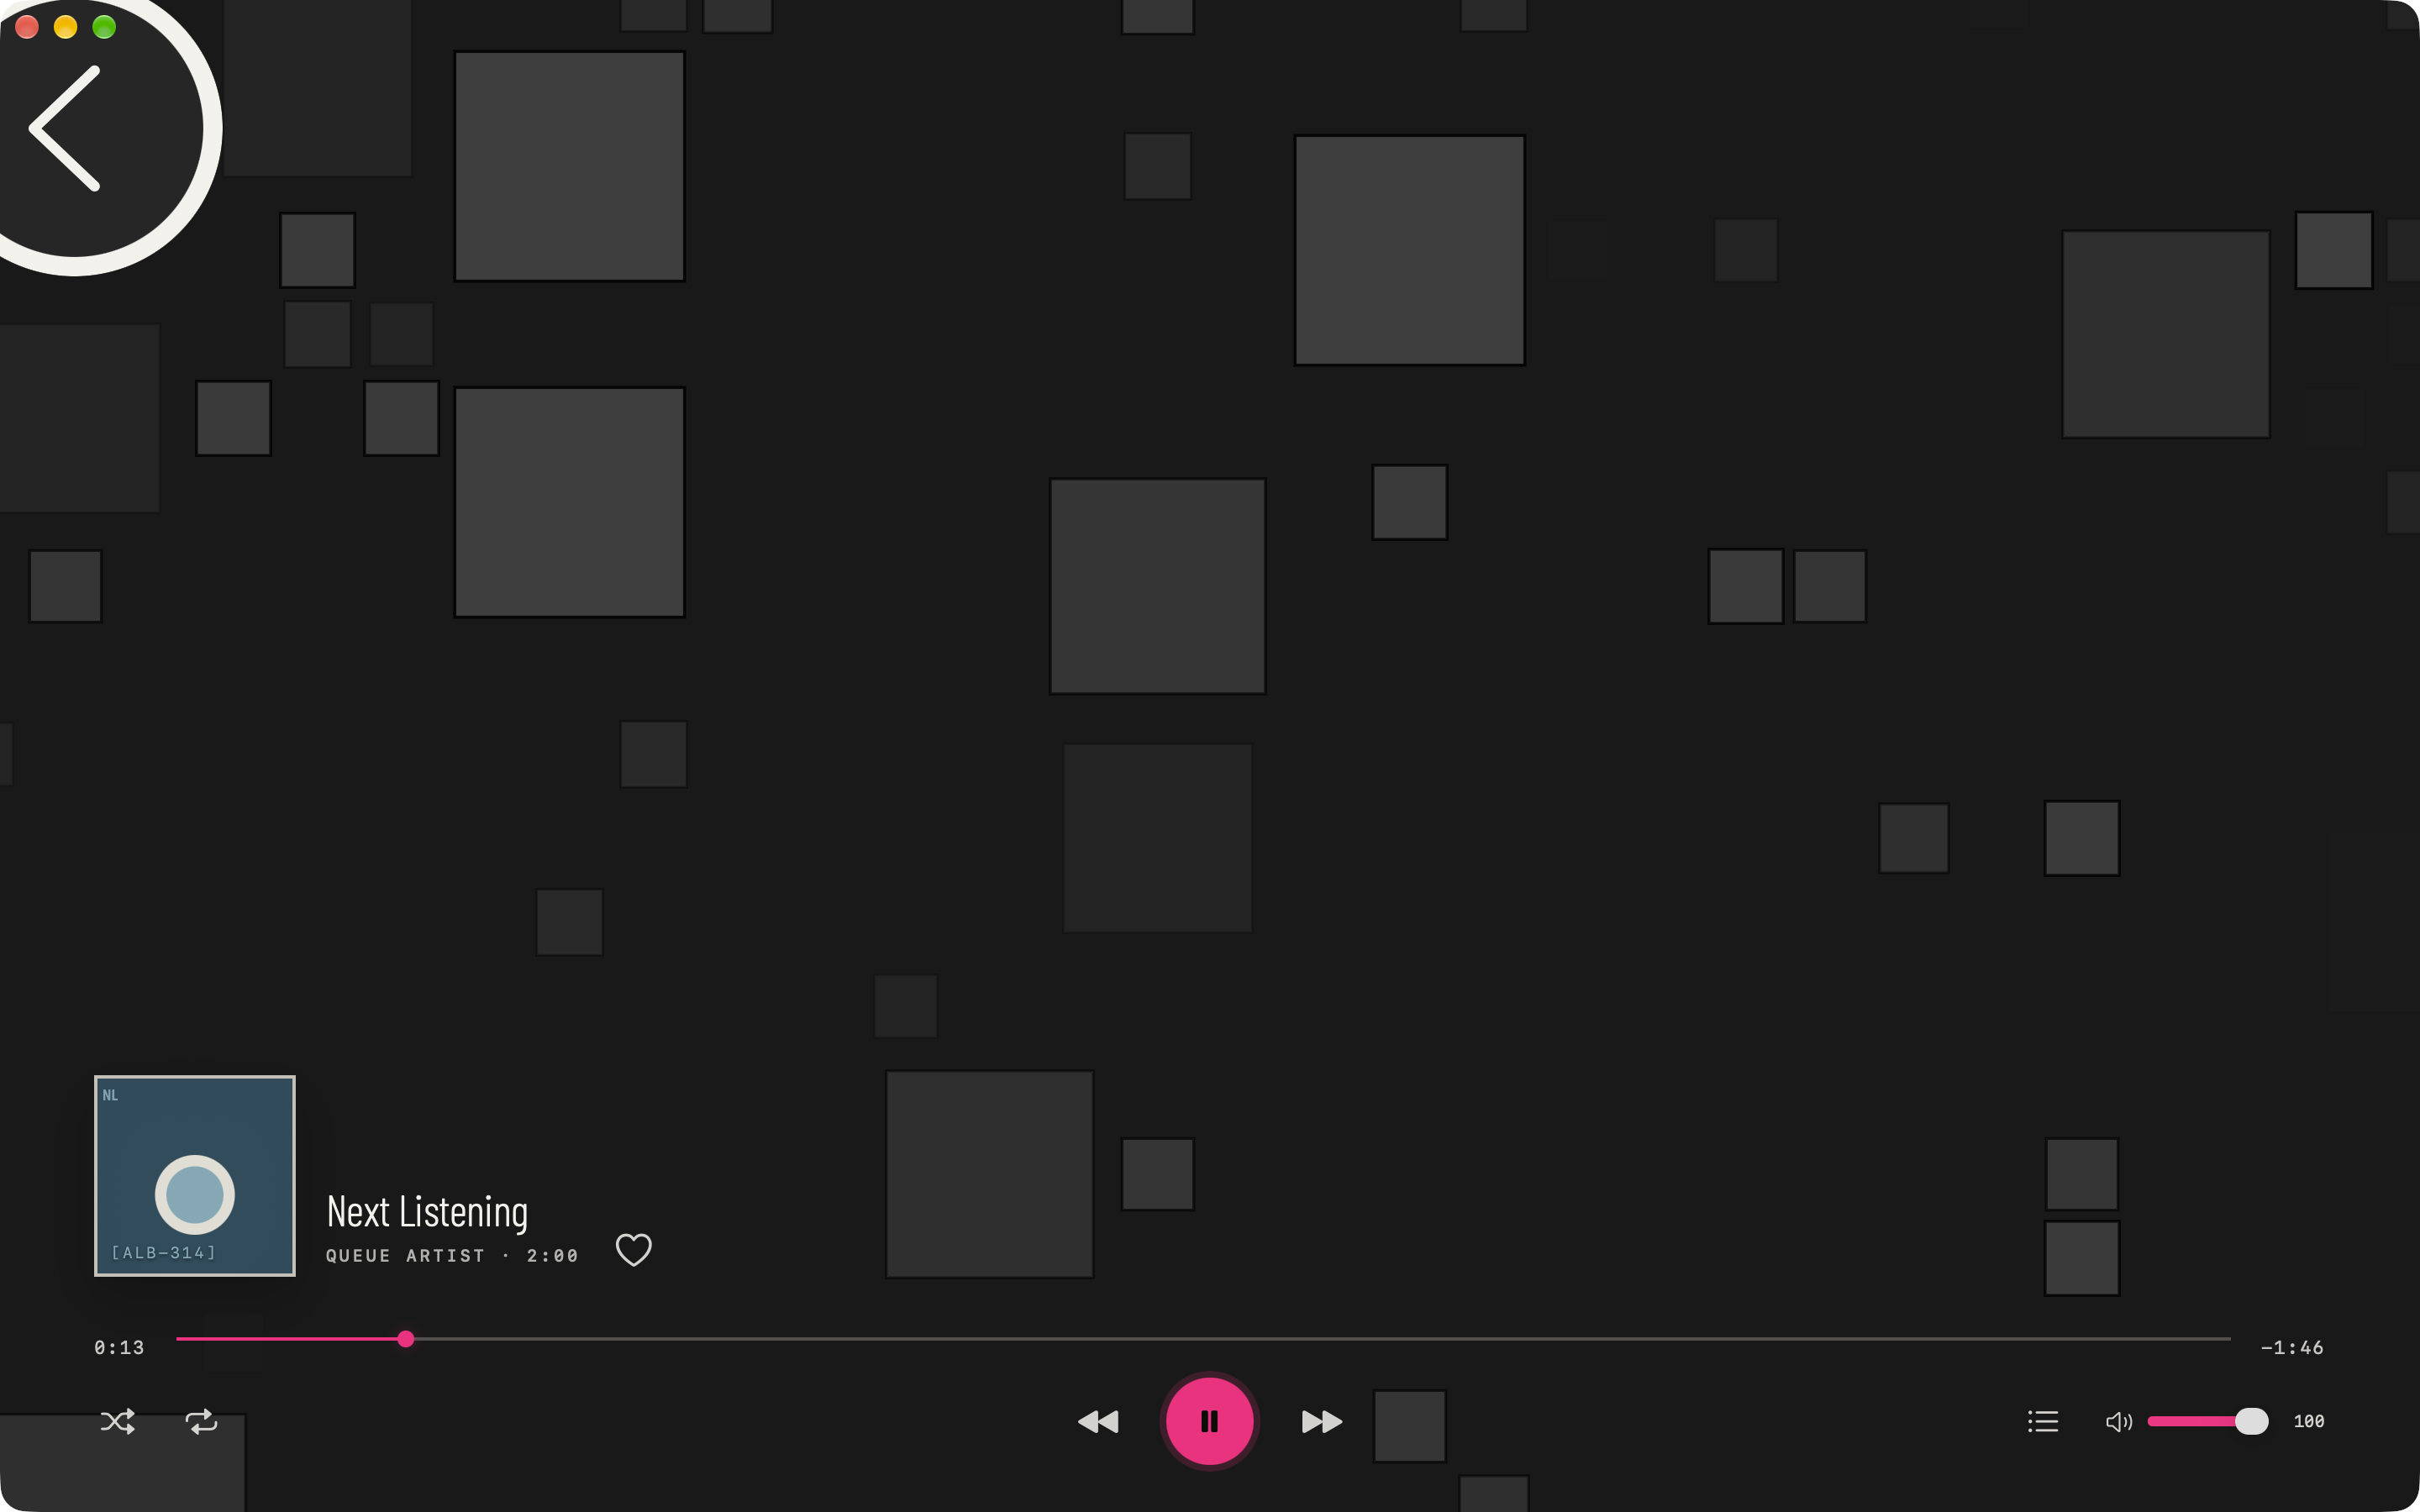 NL
[ALB-314]
Next Listening
QUEUE ARTIST · 2:00
0:13
-1:46
100